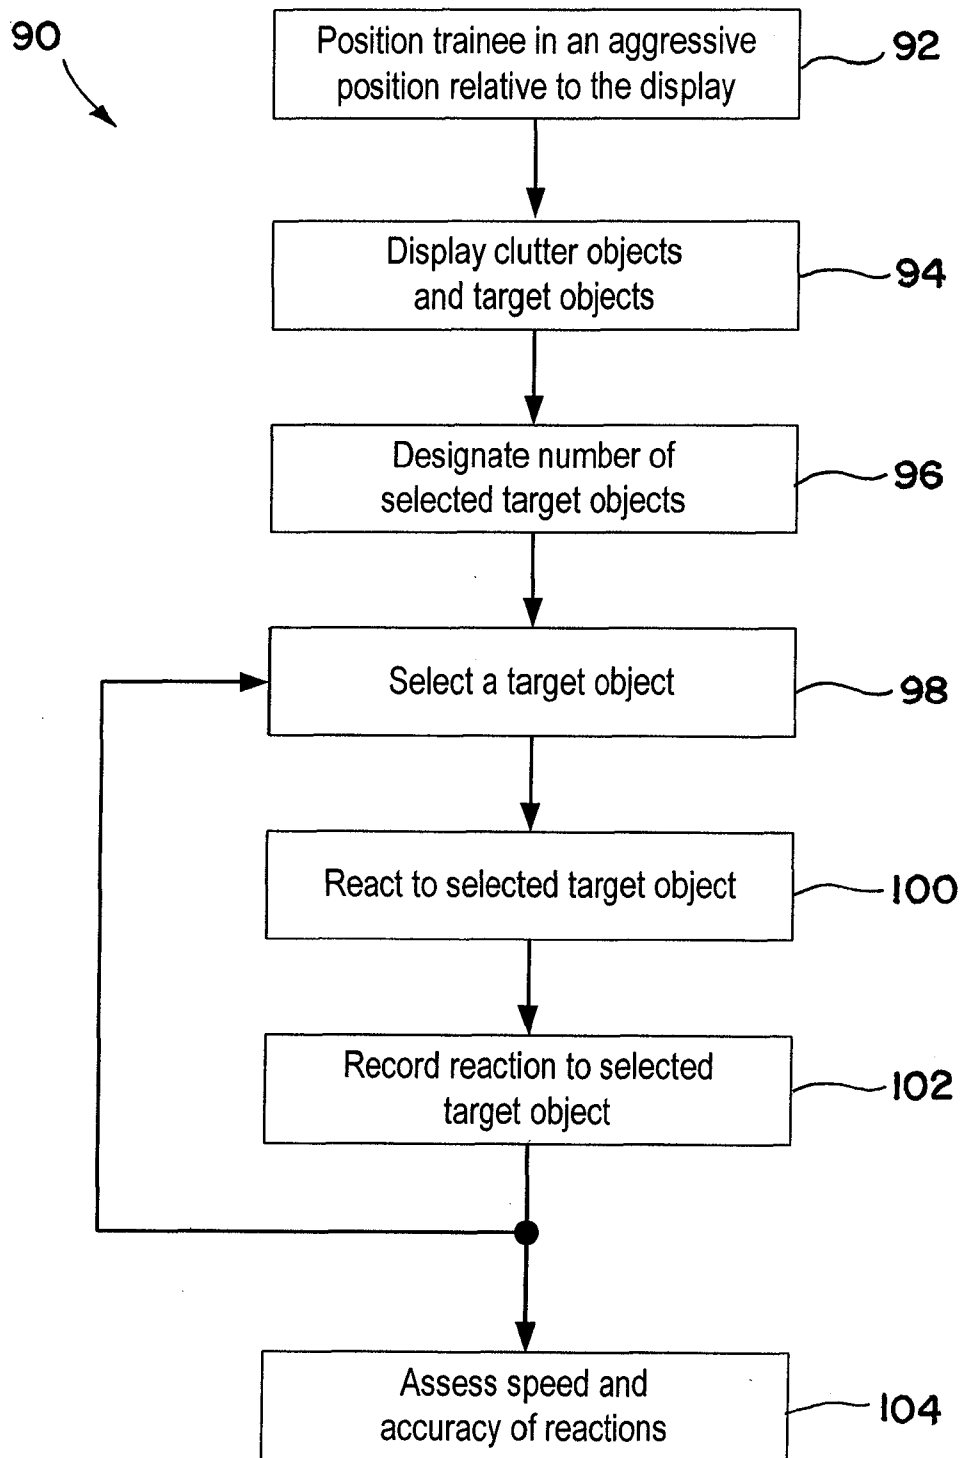 90
Position trainee in an aggressive
position relative to the display
92
Display clutter objects
and target objects
94
Designate number of
selected target objects
96
Select a target object
98
React to selected target object
100
Record reaction to selected
target object
102
Assess speed and
accuracy of reactions
104